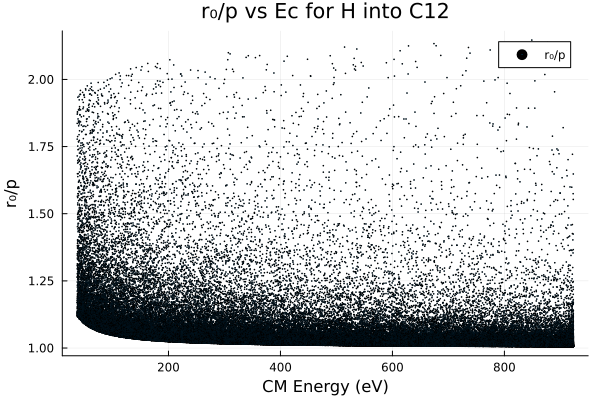 r₀/p vs Ec for H into C12
r₀/p
2.00
1.75
1.50
1.25
1.00
r₀/p
200
400
600
800
CM Energy (eV)